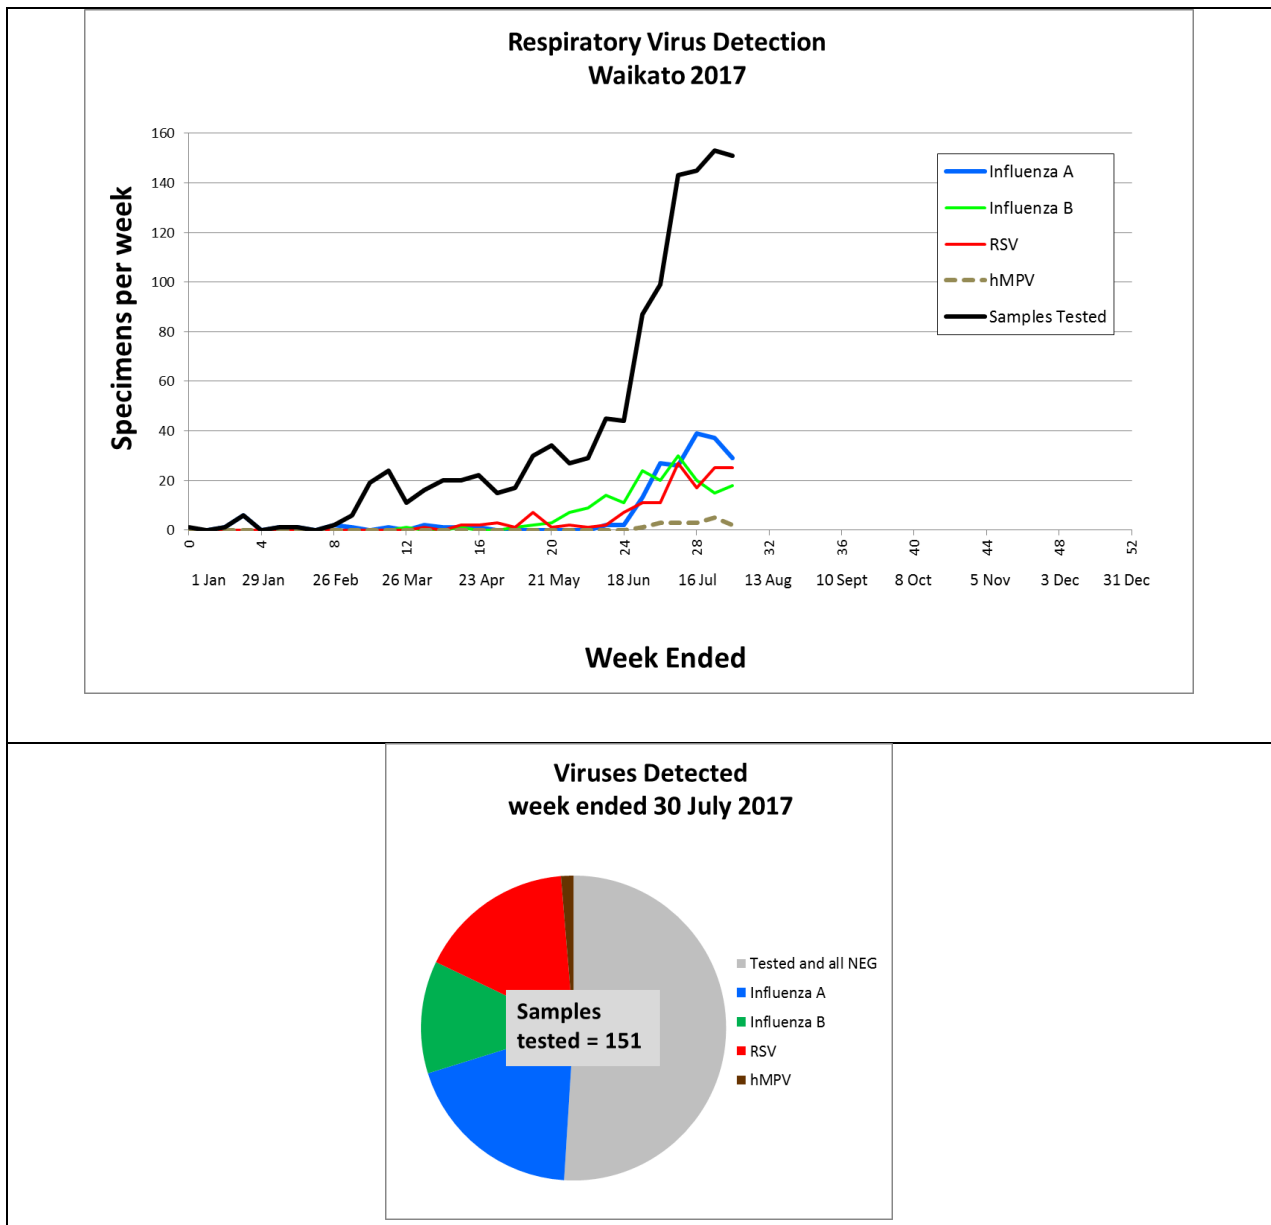 Respiratory Virus Detection
Waikato 2017
160
140
120
100
80
60
40
20
0
Specimens per week
Influenza A
Influenza B
RSV
hMPV
Samples Tested
0 4 8 12 16 20 24 28 32 36 40 44 48 52
1 Jan 29 Jan 26 Feb 26 Mar 23 Apr 21 May 18 Jun 16 Jul 13 Aug 10 Sept 8 Oct 5 Nov 3 Dec 31 Dec
Week Ended
Viruses Detected
week ended 30 July 2017
Samples
tested = 151
Tested and all NEG
Influenza A
Influenza B
RSV
hMPV